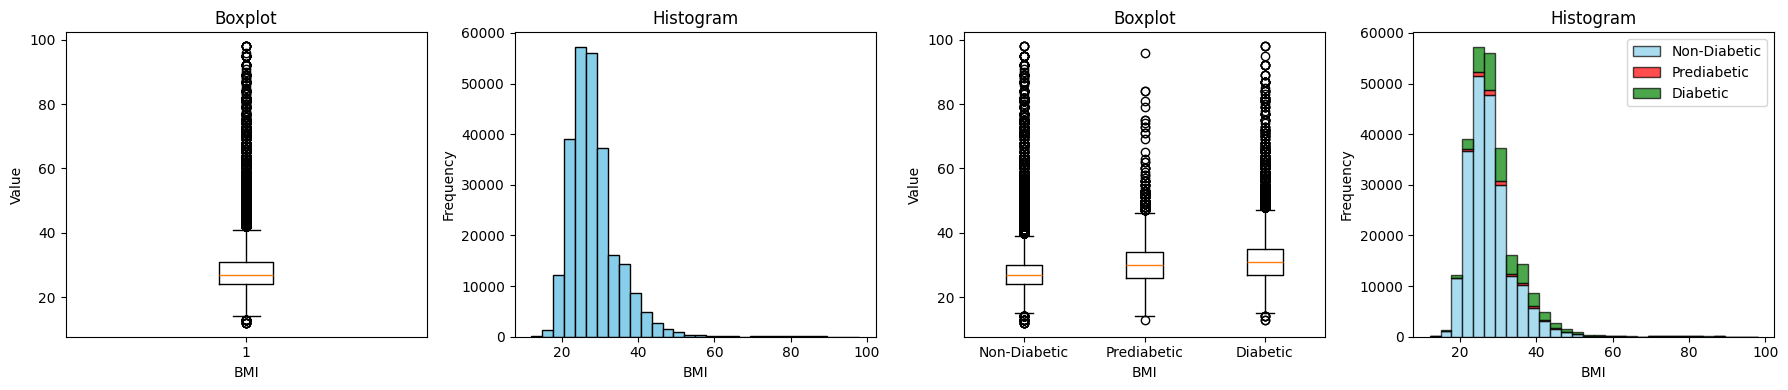 Boxplot
Value
100
80
60
40
20
1
BMI
Histogram
Frequency
60000
50000
40000
30000
20000
10000
0
20 40 60 80 100
BMI
Boxplot
Value
100
80
60
40
20
Non-Diabetic Prediabetic Diabetic
BMI
Histogram
Frequency
60000
50000
40000
30000
20000
10000
0
20 40 60 80 100
BMI
Non-Diabetic
Prediabetic
Diabetic